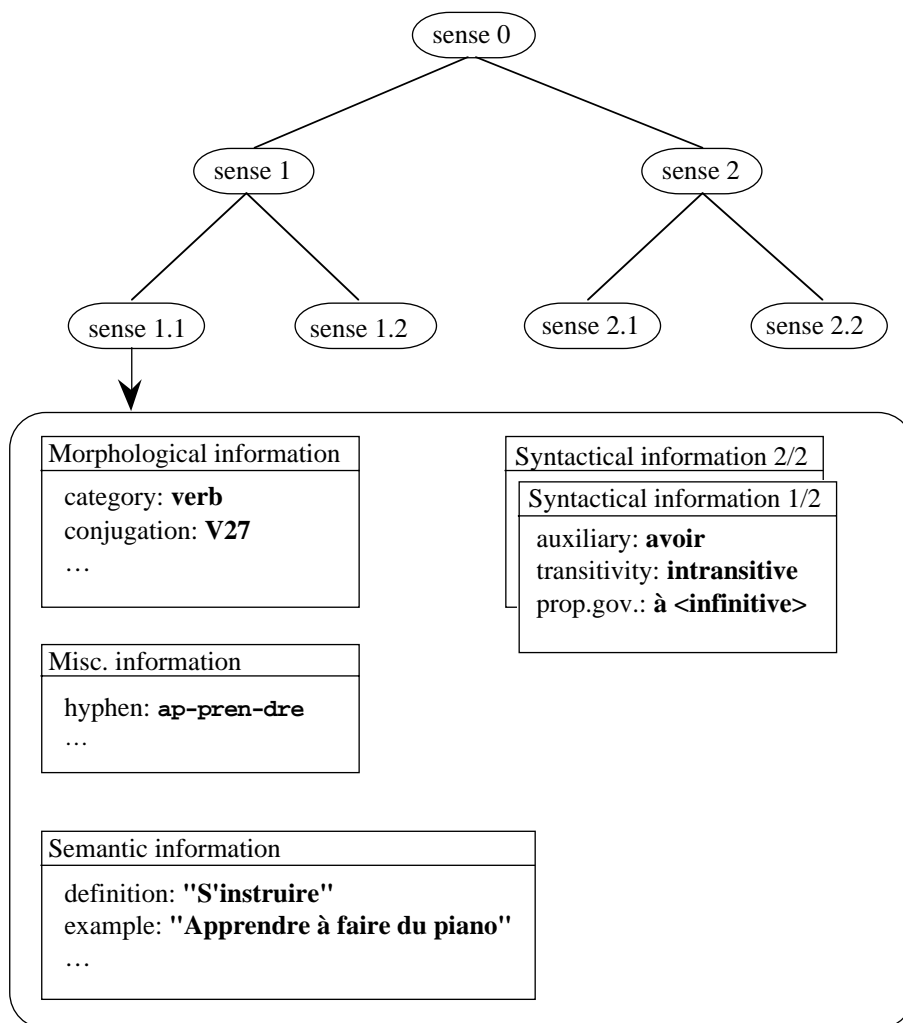 sense 0
sense 1
sense 2
sense 1.1
sense 1.2
sense 2.1
sense 2.2
Morphological information
category: verb
conjugation: V27
…
Syntactical information 2/2
Syntactical information 1/2
auxiliary: avoir
transitivity: intransitive
prop.gov.: à <infinitive>
Misc. information
hyphen: ap-pren-dre
…
Semantic information
definition: "S'instruire"
example: "Apprendre à faire du piano"
…